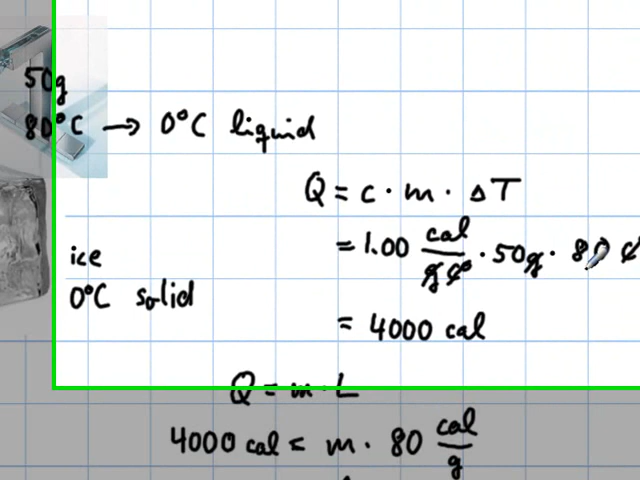 50g
80°C → 0°C liquid
Q = c · m · ΔT
= 1.00 cal/g c° · 50g · 80 c
ice
0°C solid
= 4000 cal
Q = m · L
4000 cal = m · 80 cal/g